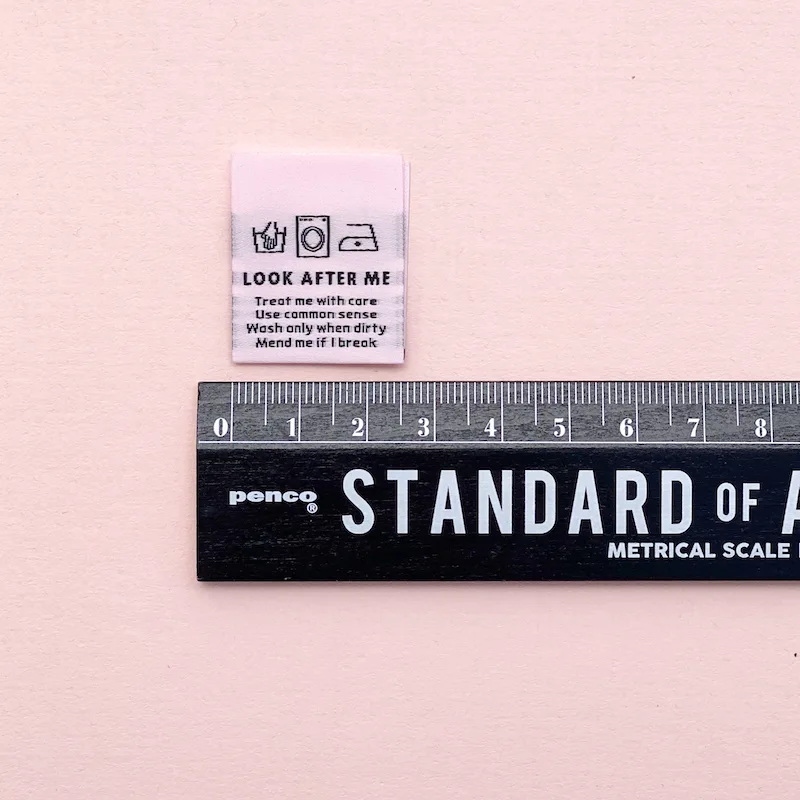 LOOK AFTER ME
Treat me with care
Use common sense
Wash only when dirty
Mend me if I break
0 1 2 3 4 5 6 7 8
penco®
STANDARD OF A
METRICAL SCALE